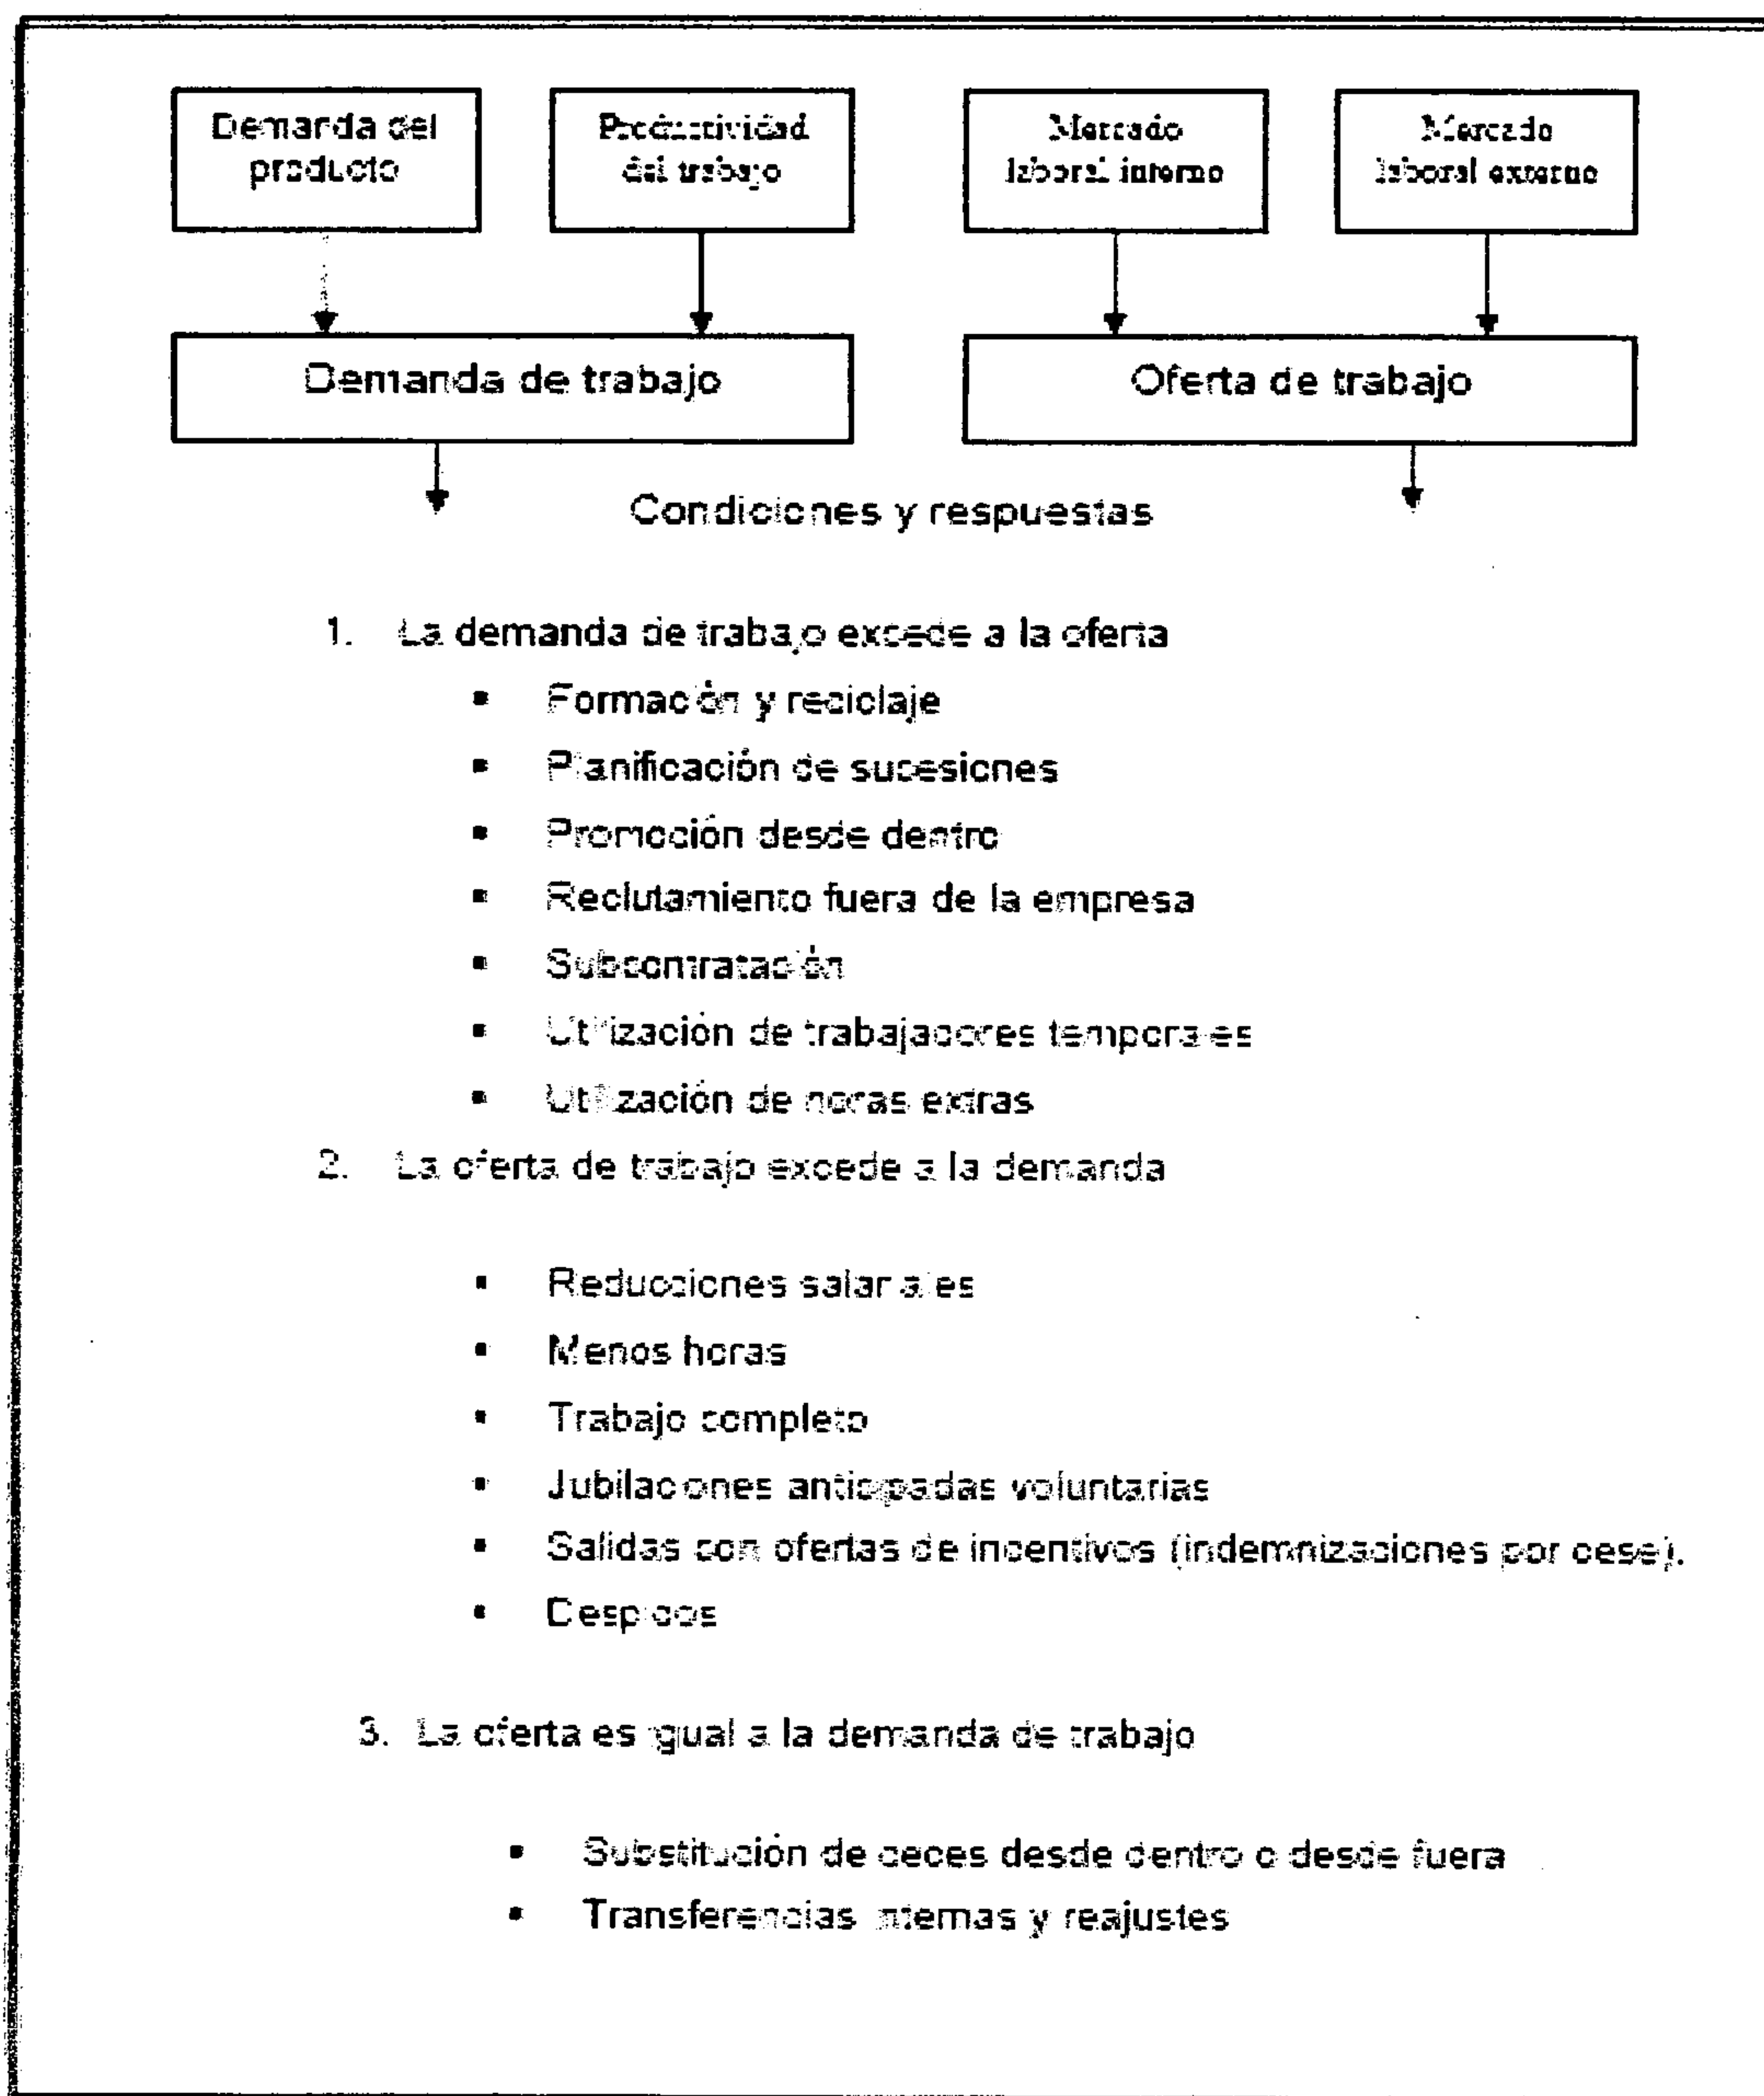 Demanda del
producto
Productividad
del trabajo
Mercado
laboral interno
Mercado
laboral externo
Demanda de trabajo
Oferta de trabajo
Condiciones y respuestas
1. La demanda de trabajo excede a la oferta
▪ Formación y reciclaje
▪ Planificación de sucesiones
▪ Promoción desde dentro
▪ Reclutamiento fuera de la empresa
▪ Subcontratación
▪ Utilización de trabajadores temporales
▪ Utilización de horas extras
2. La oferta de trabajo excede a la demanda
▪ Reducciones salariales
▪ Menos horas
▪ Trabajo completo
▪ Jubilaciones anticipadas voluntarias
▪ Salidas con ofertas de incentivos (indemnizaciones por cese).
▪ Despidos
3. La oferta es igual a la demanda de trabajo
▪ Substitución de ceces desde dentro o desde fuera
▪ Transferencias internas y reajustes